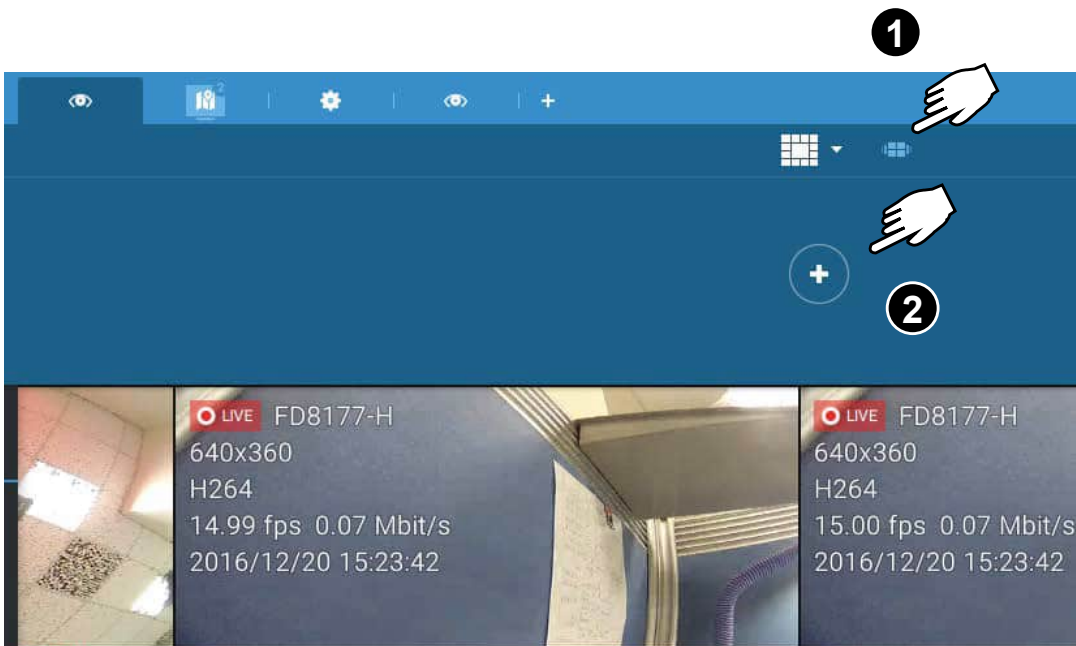 1
2
2
LIVE FD8177-H
640x360
H264
14.99 fps 0.07 Mbit/s
2016/12/20 15:23:42
LIVE FD8177-H
640x360
H264
15.00 fps 0.07 Mbit/s
2016/12/20 15:23:42